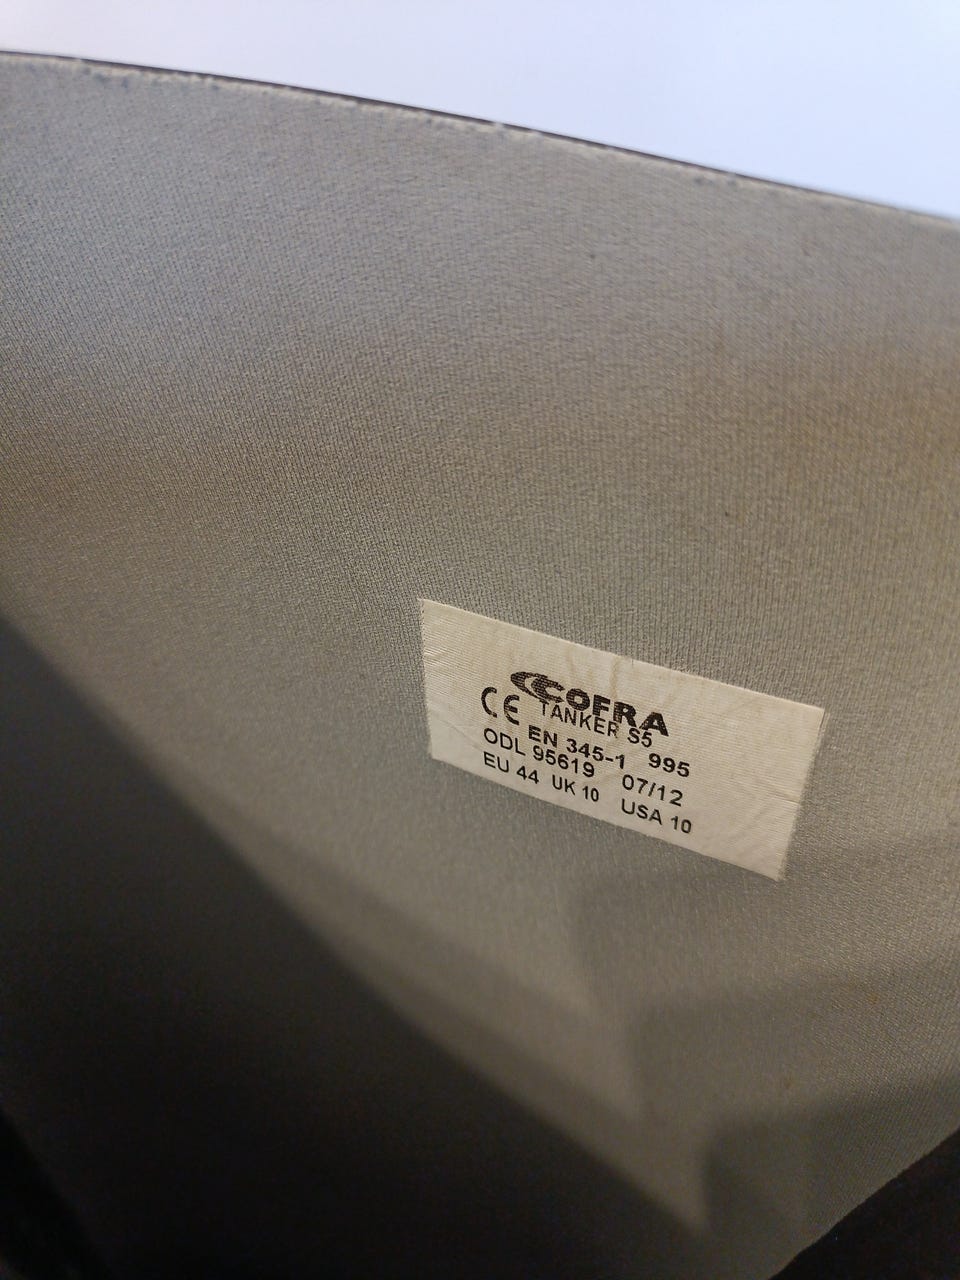 COFRA
CE TANKER S5
EN 345-1 995
ODL 95619 07/12
EU 44 UK 10 USA 10